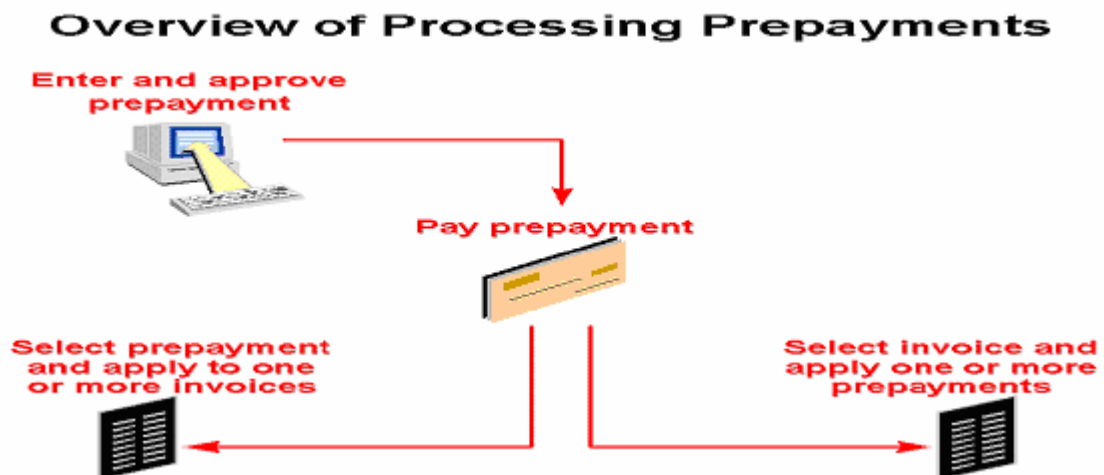 Overview of Processing Prepayments
Enter and approve
prepayment
Pay prepayment
Select prepayment
and apply to one
or more invoices
Select invoice and
apply one or more
prepayments